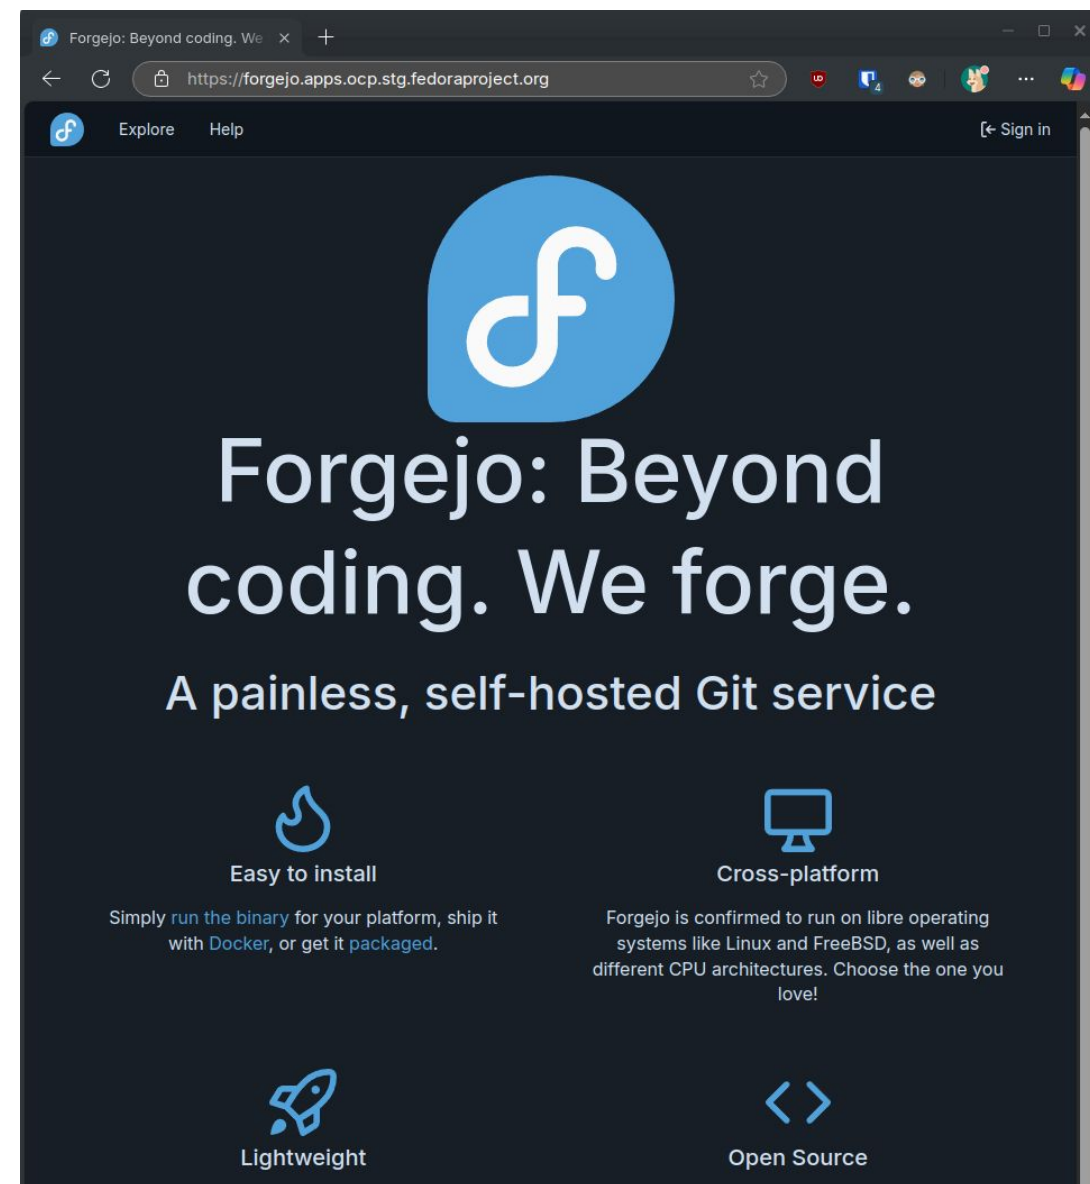 Forgejo: Beyond coding. We
https://forgejo.apps.ocp.stg.fedoraproject.org
4
Explore
Help
Sign in
Forgejo: Beyond
coding. We forge.
A painless, self-hosted Git service
Easy to install
Simply run the binary for your platform, ship it
with Docker, or get it packaged.
Cross-platform
Forgejo is confirmed to run on libre operating
systems like Linux and FreeBSD, as well as
different CPU architectures. Choose the one you
love!
Lightweight
Open Source